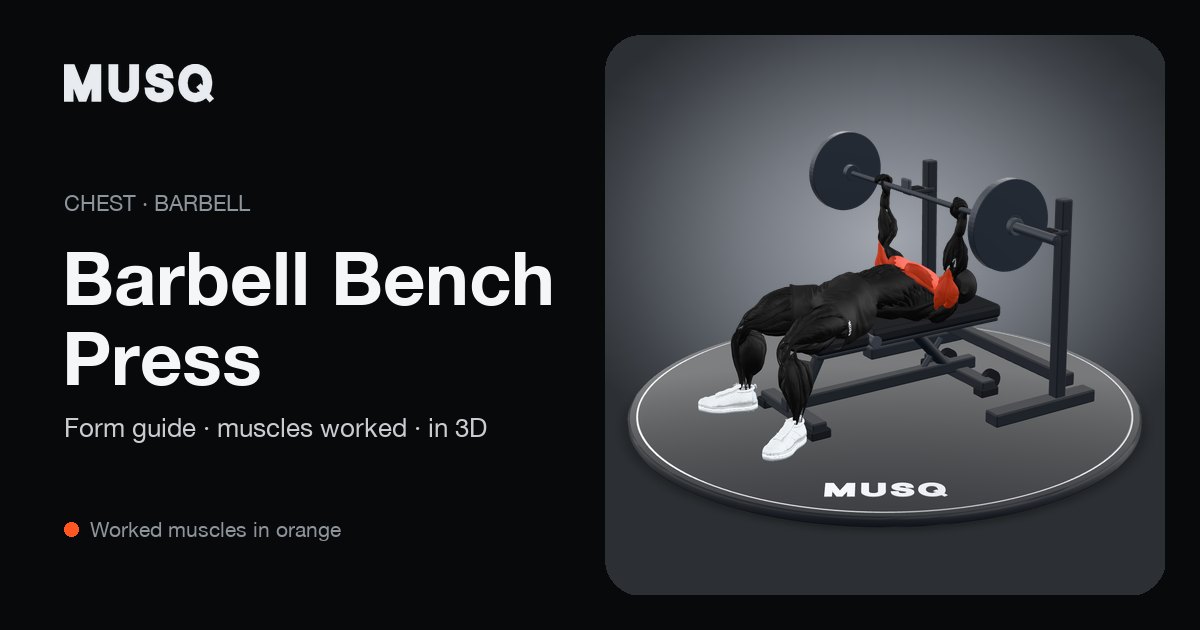 MUSQ
CHEST · BARBELL
Barbell Bench
Press
Form guide · muscles worked · in 3D
Worked muscles in orange
MUSQ